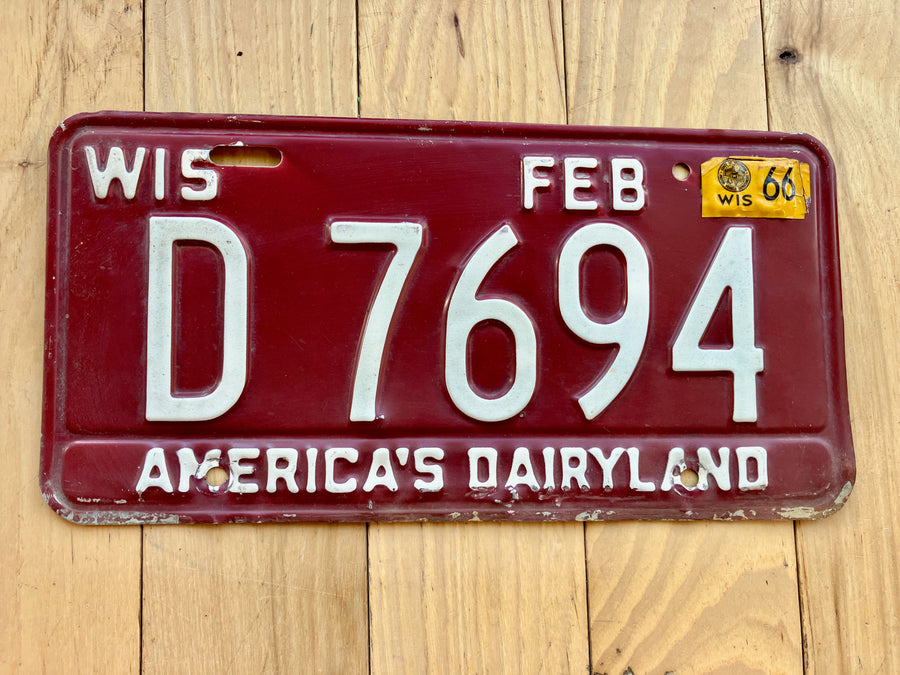 WIS FEB WIS 66
D 7694
AMERICA'S DAIRYLAND